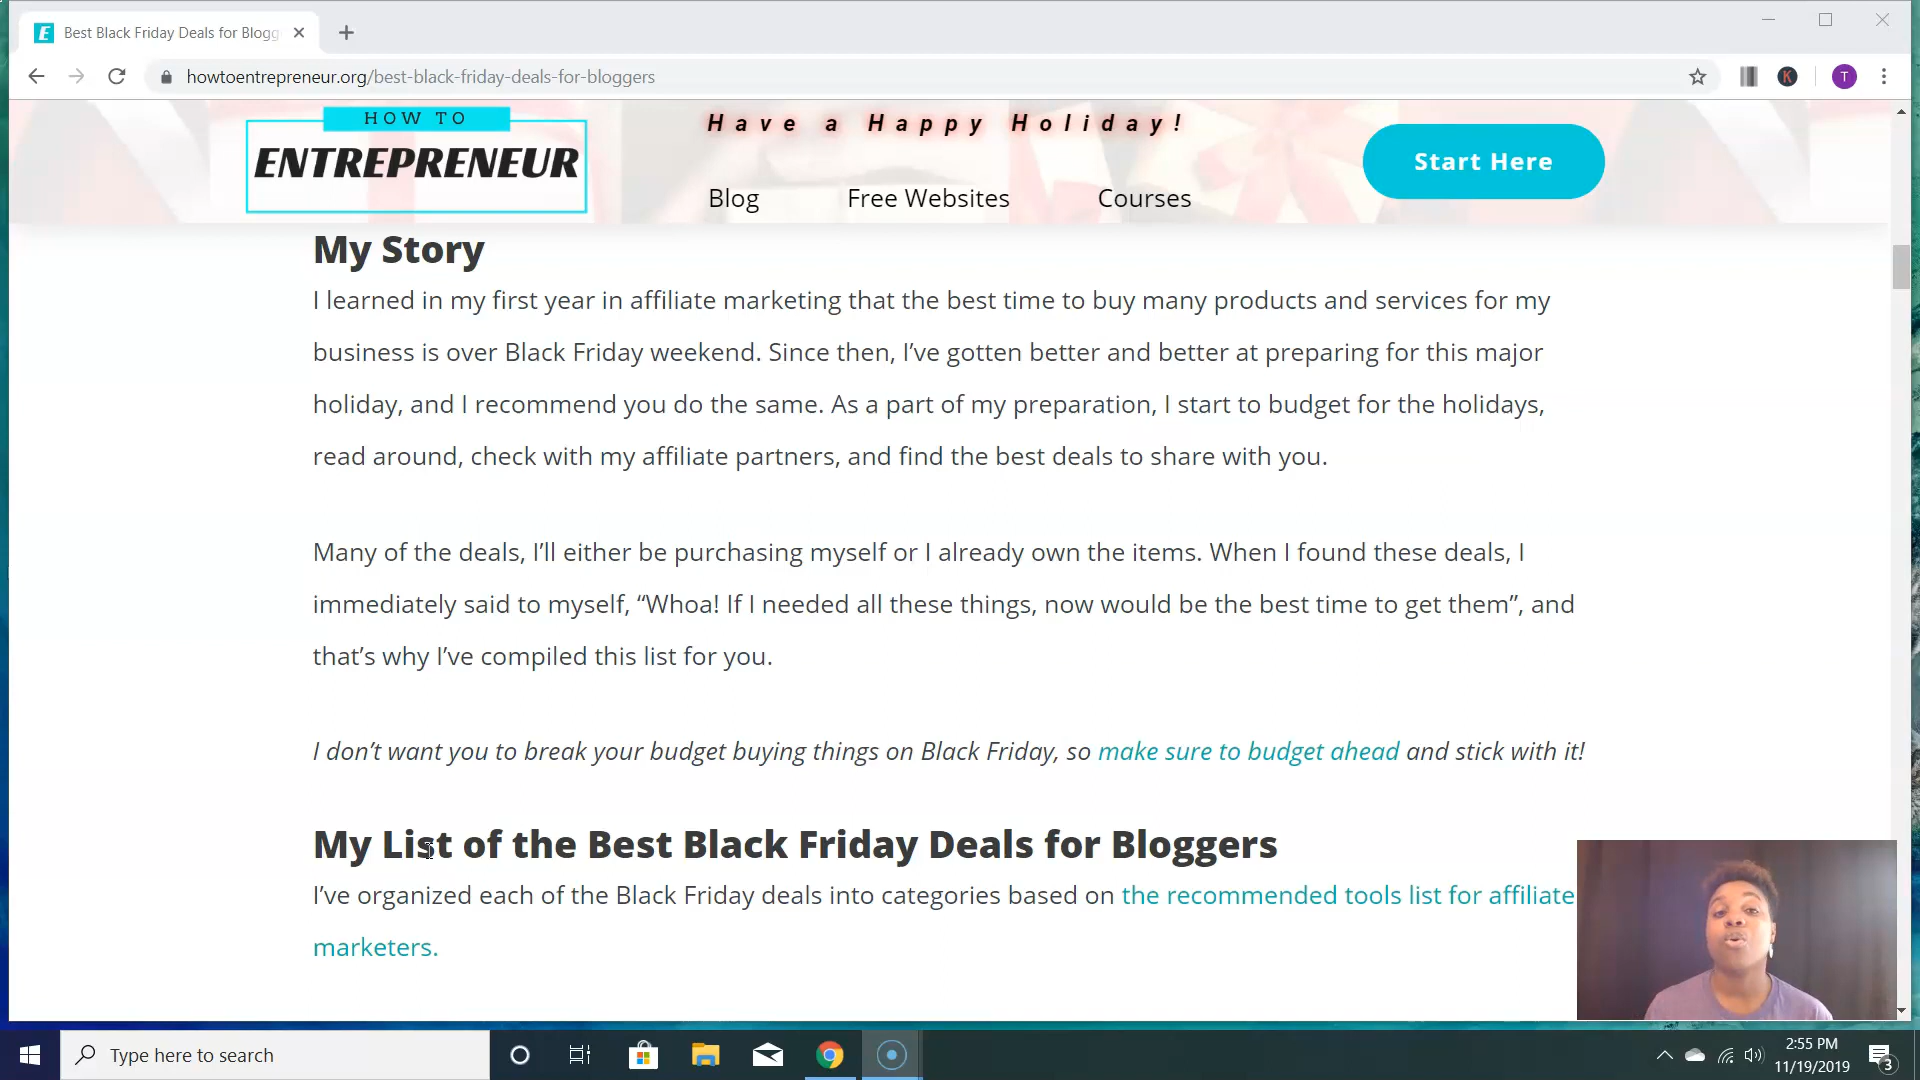 Best Black Friday Deals for Blogg
howtoentrepreneur.org/best-black-friday-deals-for-bloggers
K
T
HOW TO
ENTREPRENEUR
Have a Happy Holiday!
Blog
Free Websites
Courses
Start Here
My Story
I learned in my first year in affiliate marketing that the best time to buy many products and services for my
business is over Black Friday weekend. Since then, I’ve gotten better and better at preparing for this major
holiday, and I recommend you do the same. As a part of my preparation, I start to budget for the holidays,
read around, check with my affiliate partners, and find the best deals to share with you.
Many of the deals, I’ll either be purchasing myself or I already own the items. When I found these deals, I
immediately said to myself, “Whoa! If I needed all these things, now would be the best time to get them”, and
that’s why I’ve compiled this list for you.
I don’t want you to break your budget buying things on Black Friday, so make sure to budget ahead and stick with it!
My List of the Best Black Friday Deals for Bloggers
I’ve organized each of the Black Friday deals into categories based on the recommended tools list for affiliate
marketers.
Type here to search
2:55 PM
11/19/2019
3